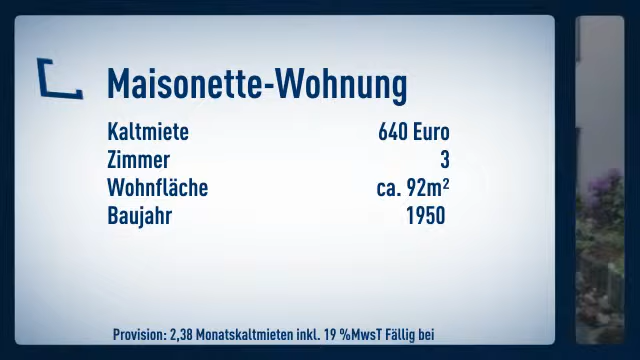 Maisonette-Wohnung
Kaltmiete 640 Euro
Zimmer 3
Wohnfläche ca. 92m²
Baujahr 1950
Provision: 2,38 Monatskaltmieten inkl. 19 %MwsT Fällig bei